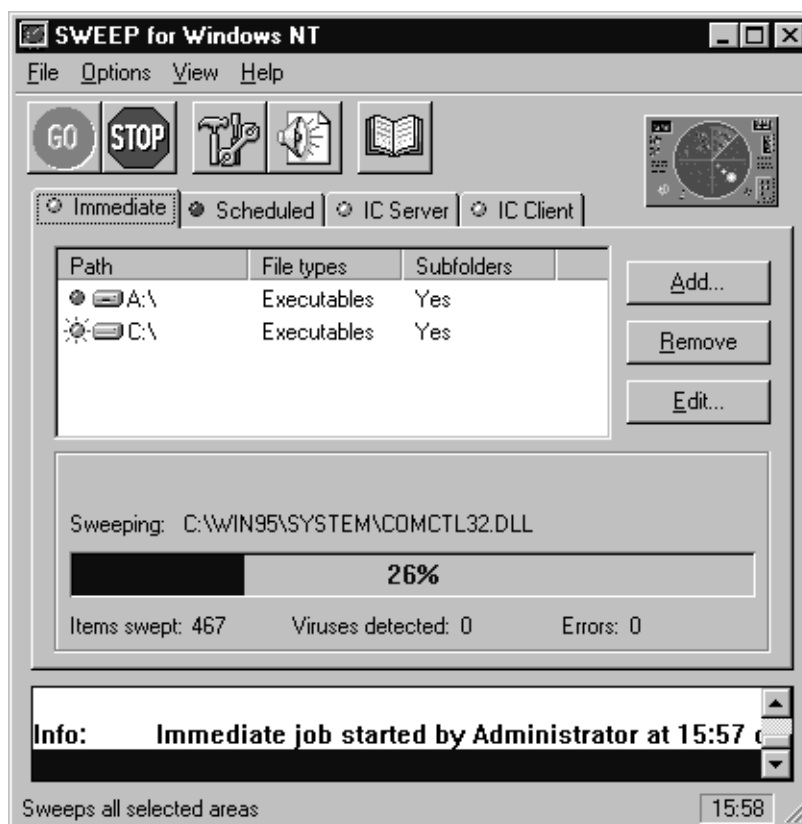 SWEEP for Windows NT
File Options View Help
GO STOP
Immediate Scheduled IC Server IC Client
Path File types Subfolders
A:\ Executables Yes
C:\ Executables Yes
Add...
Remove
Edit...
Sweeping: C:\WIN95\SYSTEM\COMCTL32.DLL
26%
Items swept: 467 Viruses detected: 0 Errors: 0
Info: Immediate job started by Administrator at 15:57
Sweeps all selected areas 15:58